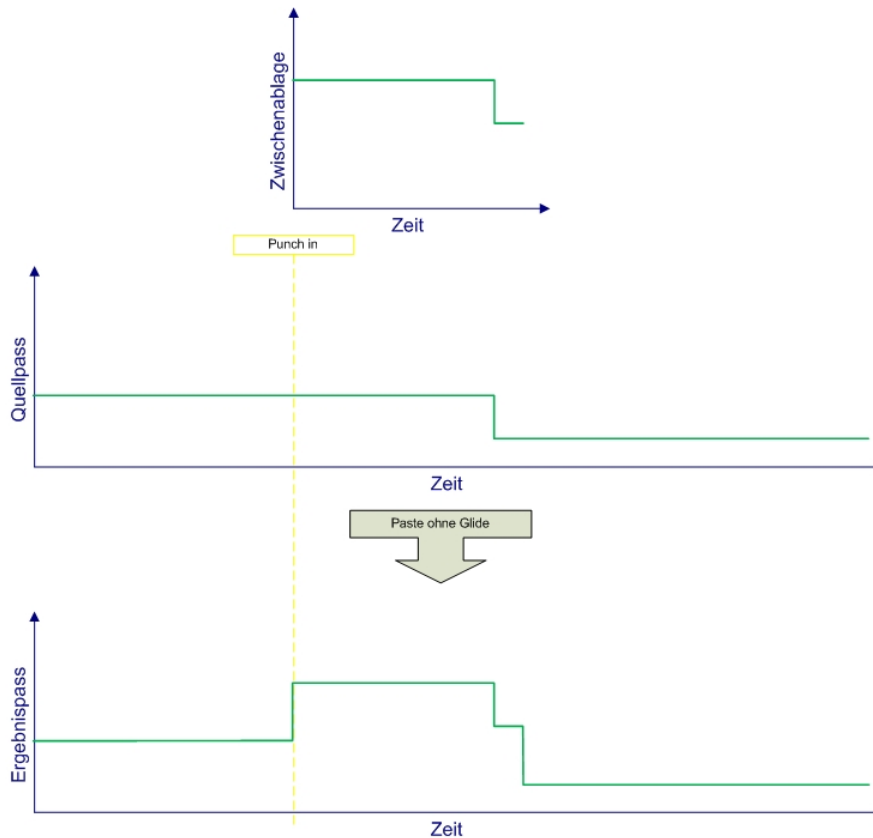 Zwischenablage
Zeit
Punch in
Quellpass
Zeit
Paste ohne Glide
Ergebnispass
Zeit